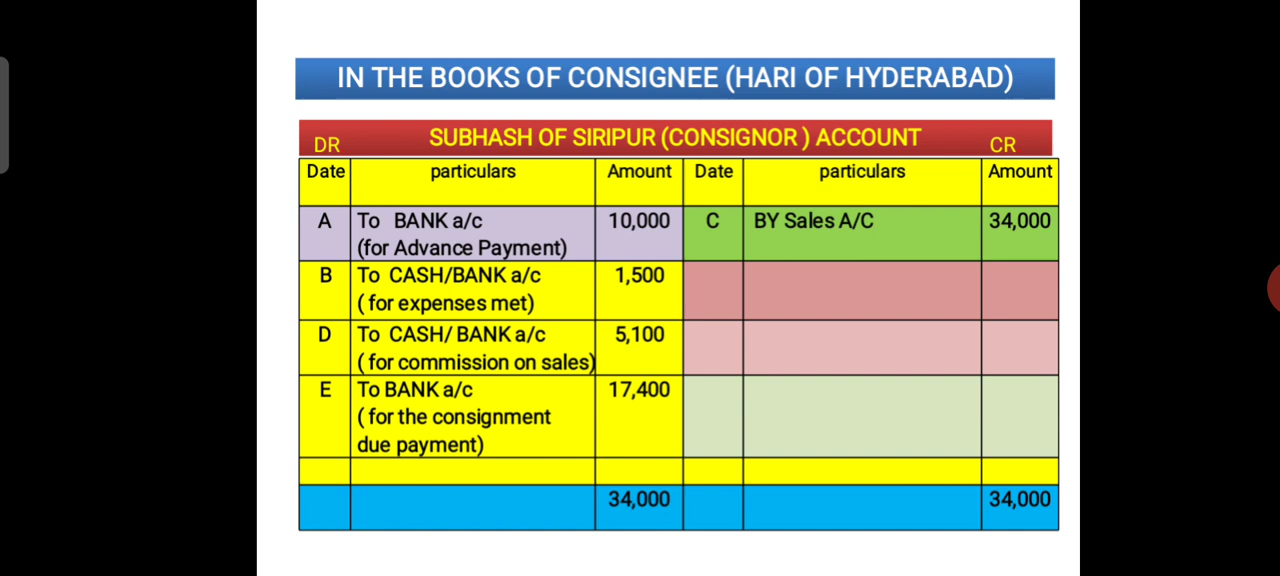 IN THE BOOKS OF CONSIGNEE (HARI OF HYDERABAD)
DR SUBHASH OF SIRIPUR (CONSIGNOR ) ACCOUNT CR
Date particulars Amount Date particulars Amount
A To BANK a/c 10,000 C BY Sales A/C 34,000
(for Advance Payment)
B To CASH/BANK a/c 1,500
( for expenses met)
D To CASH/ BANK a/c 5,100
( for commission on sales)
E To BANK a/c 17,400
( for the consignment
due payment)
34,000 34,000